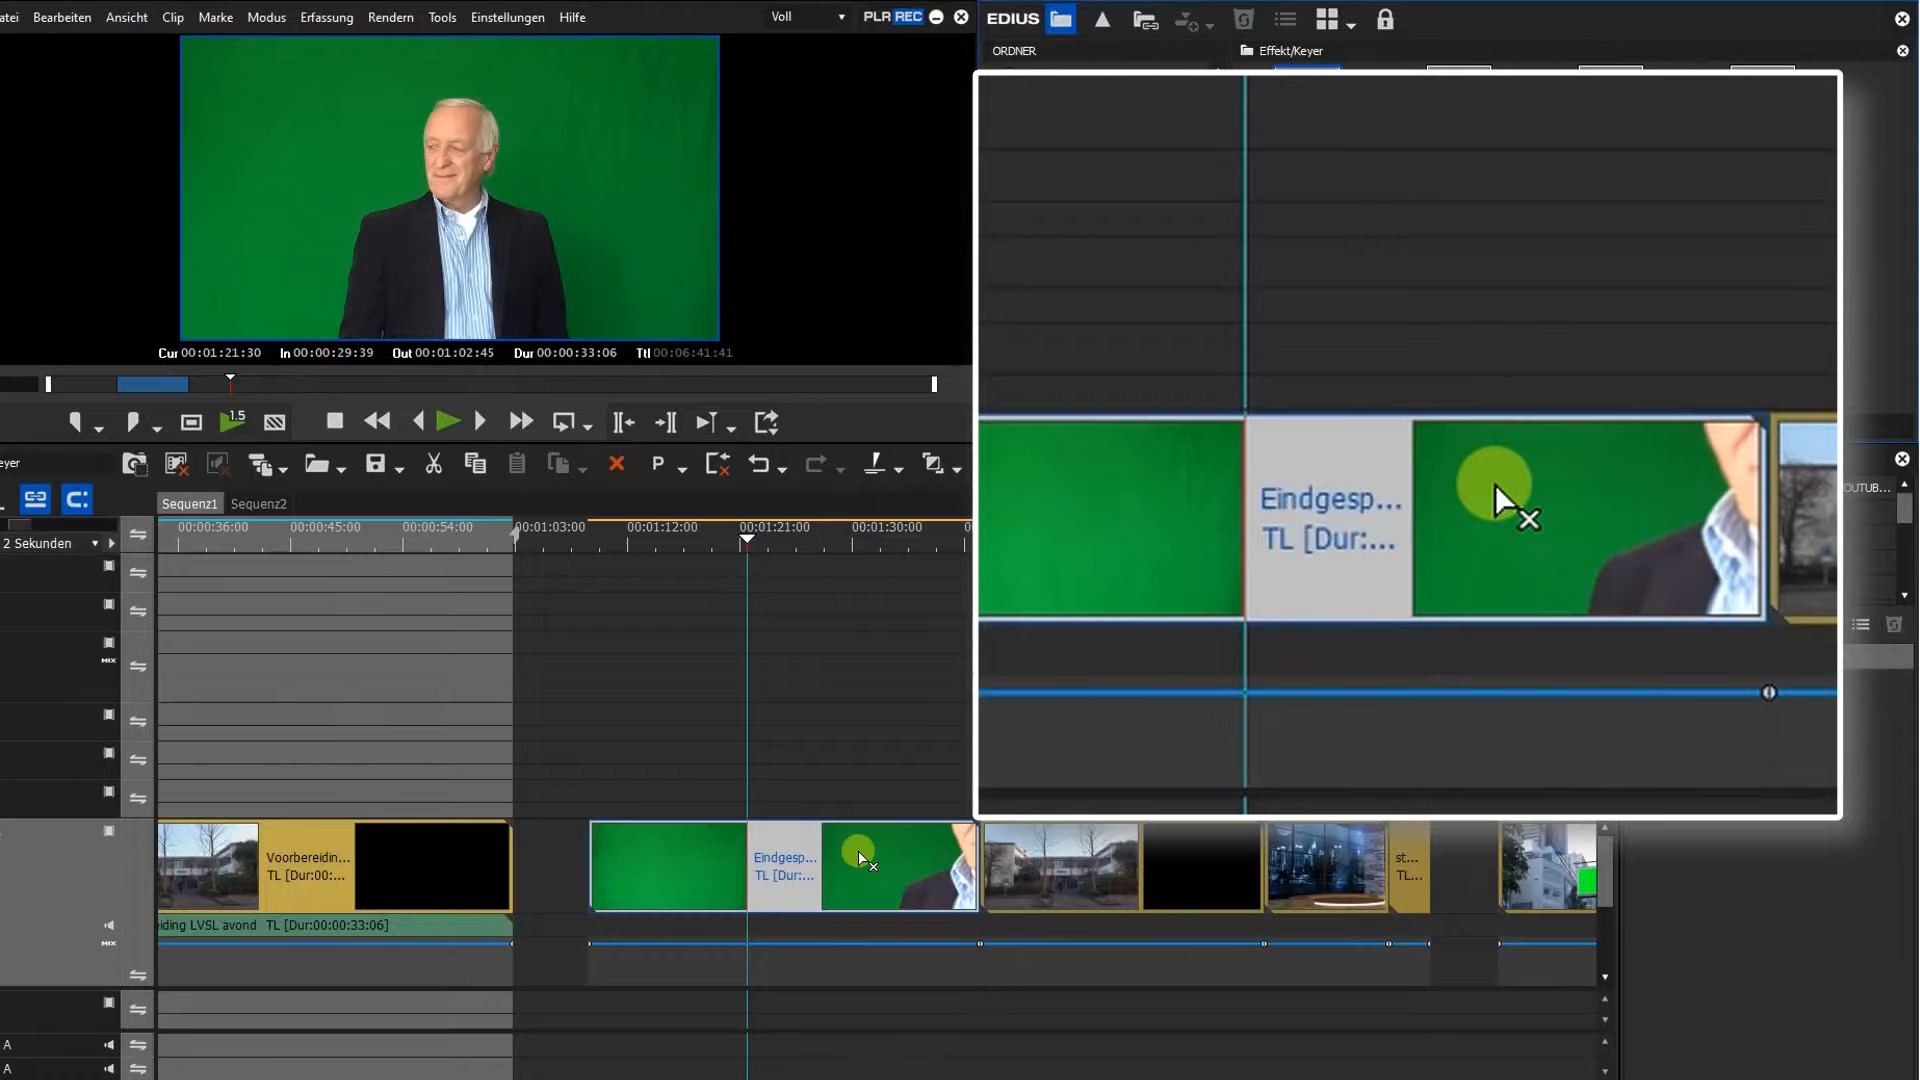 atei Bearbeiten Ansicht Clip Marke Modus Erfassung Rendern Tools Einstellungen Hilfe Voll PLR REC
EDIUS
ORDNER Effekt/Keyer
Cur 00:01:21:30 In 00:00:29:39 Out 00:01:02:45 Dur 00:00:33:06 Ttl 00:06:41:41
1.5
eyer P
Sequenz1 Sequenz2
00:00:36:00 00:00:45:00 00:00:54:00 00:01:03:00 00:01:12:00 00:01:21:00 00:01:30:00 00
2 Sekunden
Eindgesp...
TL [Dur:...
OUTUB...
MIX
Voorbereidin...
TL [Dur:00:...
Eindgesp...
TL [Dur:...
st...
TL...
iding LVSL avond TL [Dur:00:00:33:06]
MIX
A
A